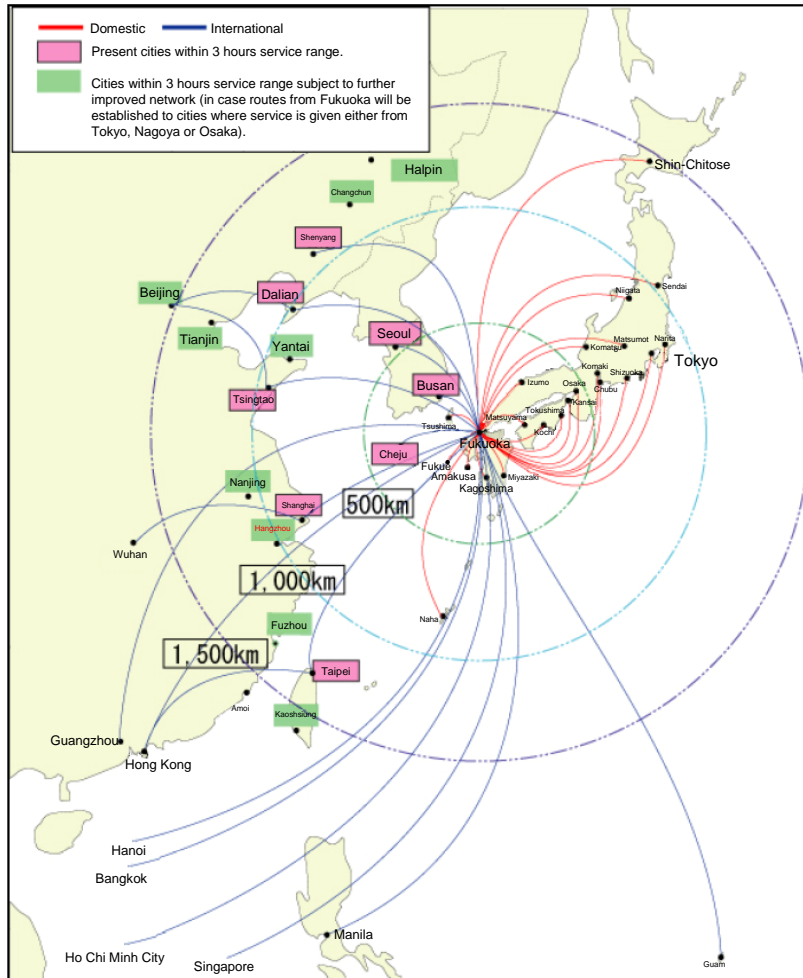 Domestic
International
Present cities within 3 hours service range.
Cities within 3 hours service range subject to further
improved network (in case routes from Fukuoka will be
established to cities where service is given either from
Tokyo, Nagoya or Osaka).
Halpin
Shin-Chitose
Changchun
Shenyang
Beijing
Dalian
Sendai
Niigata
Tianjin
Seoul
Yantai
Komatsu
Matsumot
Narita
Tokyo
Busan
Izumo
Osaka
Komaki
Shizuoka
Chubu
Tsingtao
Kansai
Tsushima
Matsuyama
Tokushima
Kochi
Fukuoka
Cheju
Fukue
Amakusa
Miyazaki
Kagoshima
Nanjing
Shanghai
500km
Hangzhou
Wuhan
1,000km
Naha
Fuzhou
1,500km
Taipei
Amoi
Kaoshsiung
Guangzhou
Hong Kong
Hanoi
Bangkok
Manila
Ho Chi Minh City
Singapore
Guam